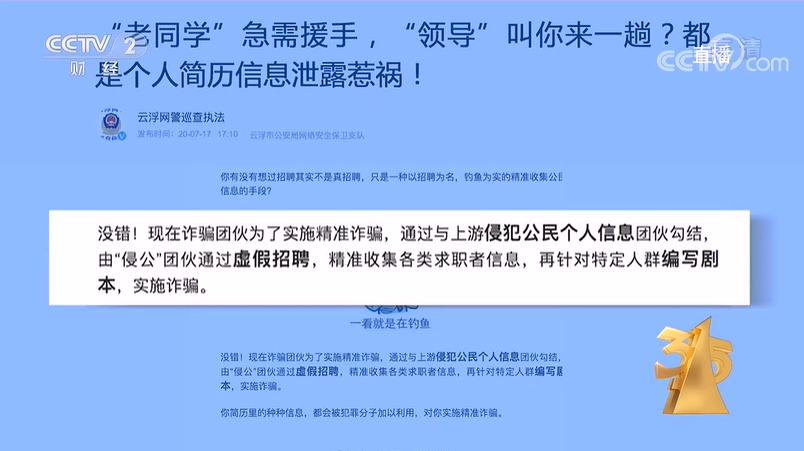 CCTV 2
财经
“老同学”急需援手，“领导”叫你来一趟？都
是个人简历信息泄露惹祸！
直播
CCTV.com
云浮网警巡查执法
发布时间：20-07-17 17:10 云浮市公安局网络安全保卫支队
你有没有想过招聘其实不是真招聘，只是一种以招聘为名，钓鱼为实的精准收集公民
信息的手段？
没错！现在诈骗团伙为了实施精准诈骗，通过与上游侵犯公民个人信息团伙勾结，
由“侵公”团伙通过虚假招聘，精准收集各类求职者信息，再针对特定人群编写剧
本，实施诈骗。
一看就是在钓鱼
没错！现在诈骗团伙为了实施精准诈骗，通过与上游侵犯公民个人信息团伙勾结，
由“侵公”团伙通过虚假招聘，精准收集各类求职者信息，再针对特定人群编写剧
本，实施诈骗。
你简历里的种种信息，都会被犯罪分子加以利用，对你实施精准诈骗。
315